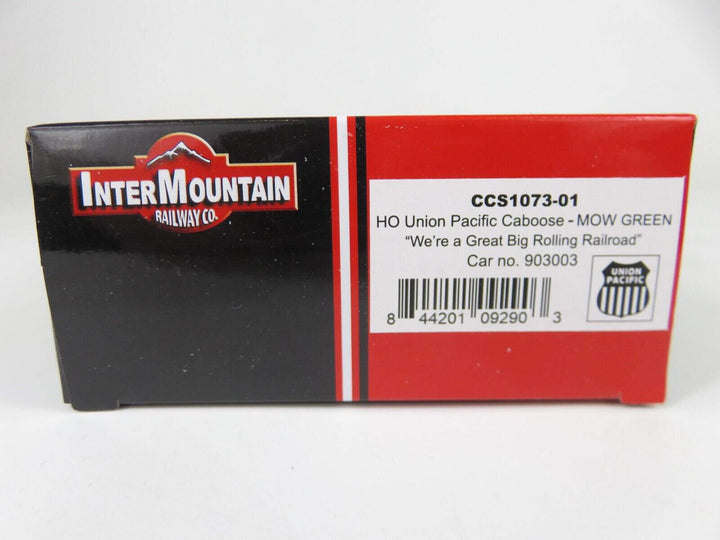 INTERMOUNTAIN
RAILWAY CO.
CCS1073-01
HO Union Pacific Caboose - MOW GREEN
“We're a Great Big Rolling Railroad”
Car no. 903003
8 44201 09290 3
UNION
PACIFIC